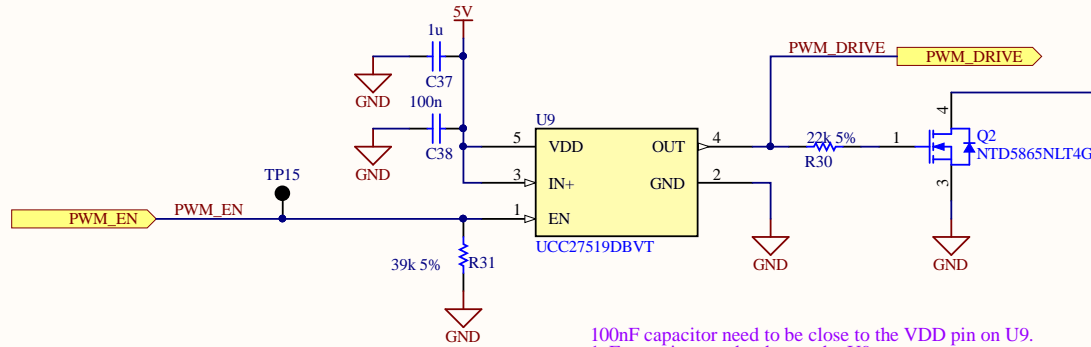 5V
1u
C37
GND
100n
C38
GND
TP15
PWM_EN
PWM_EN
39k 5%
R31
GND
U9
5 VDD OUT 4
3 IN+ GND 2
1 EN
UCC27519DBVT
GND
PWM_DRIVE
PWM_DRIVE
22k 5%
R30
1
4
Q2
NTD5865NLT4G
3
GND
100nF capacitor need to be close to the VDD pin on U9.